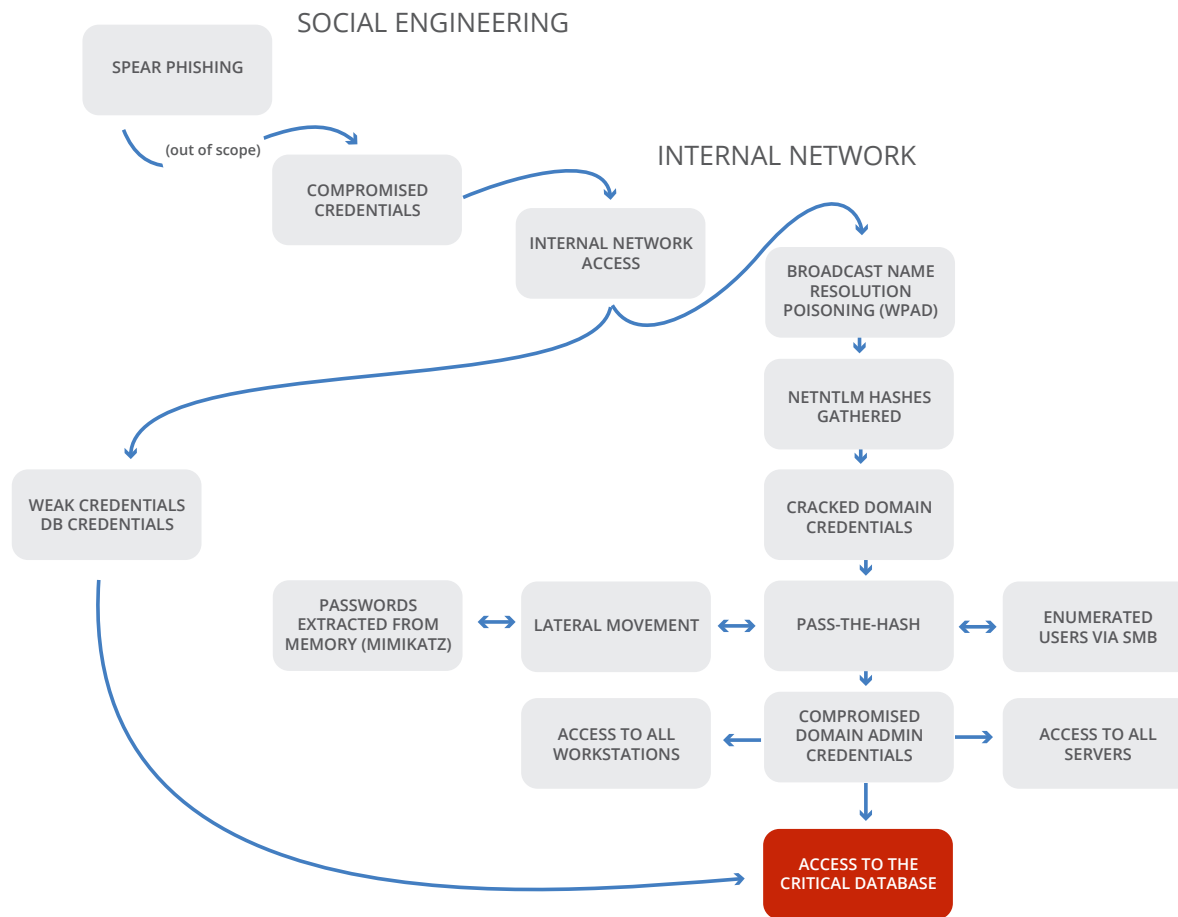 SOCIAL ENGINEERING
SPEAR PHISHING
(out of scope)
COMPROMISED
CREDENTIALS
INTERNAL NETWORK
INTERNAL NETWORK
ACCESS
BROADCAST NAME
RESOLUTION
POISONING (WPAD)
NETNTLM HASHES
GATHERED
WEAK CREDENTIALS
DB CREDENTIALS
CRACKED DOMAIN
CREDENTIALS
PASSWORDS
EXTRACTED FROM
MEMORY (MIMIKATZ)
LATERAL MOVEMENT
PASS-THE-HASH
ENUMERATED
USERS VIA SMB
ACCESS TO ALL
WORKSTATIONS
COMPROMISED
DOMAIN ADMIN
CREDENTIALS
ACCESS TO ALL
SERVERS
ACCESS TO THE
CRITICAL DATABASE